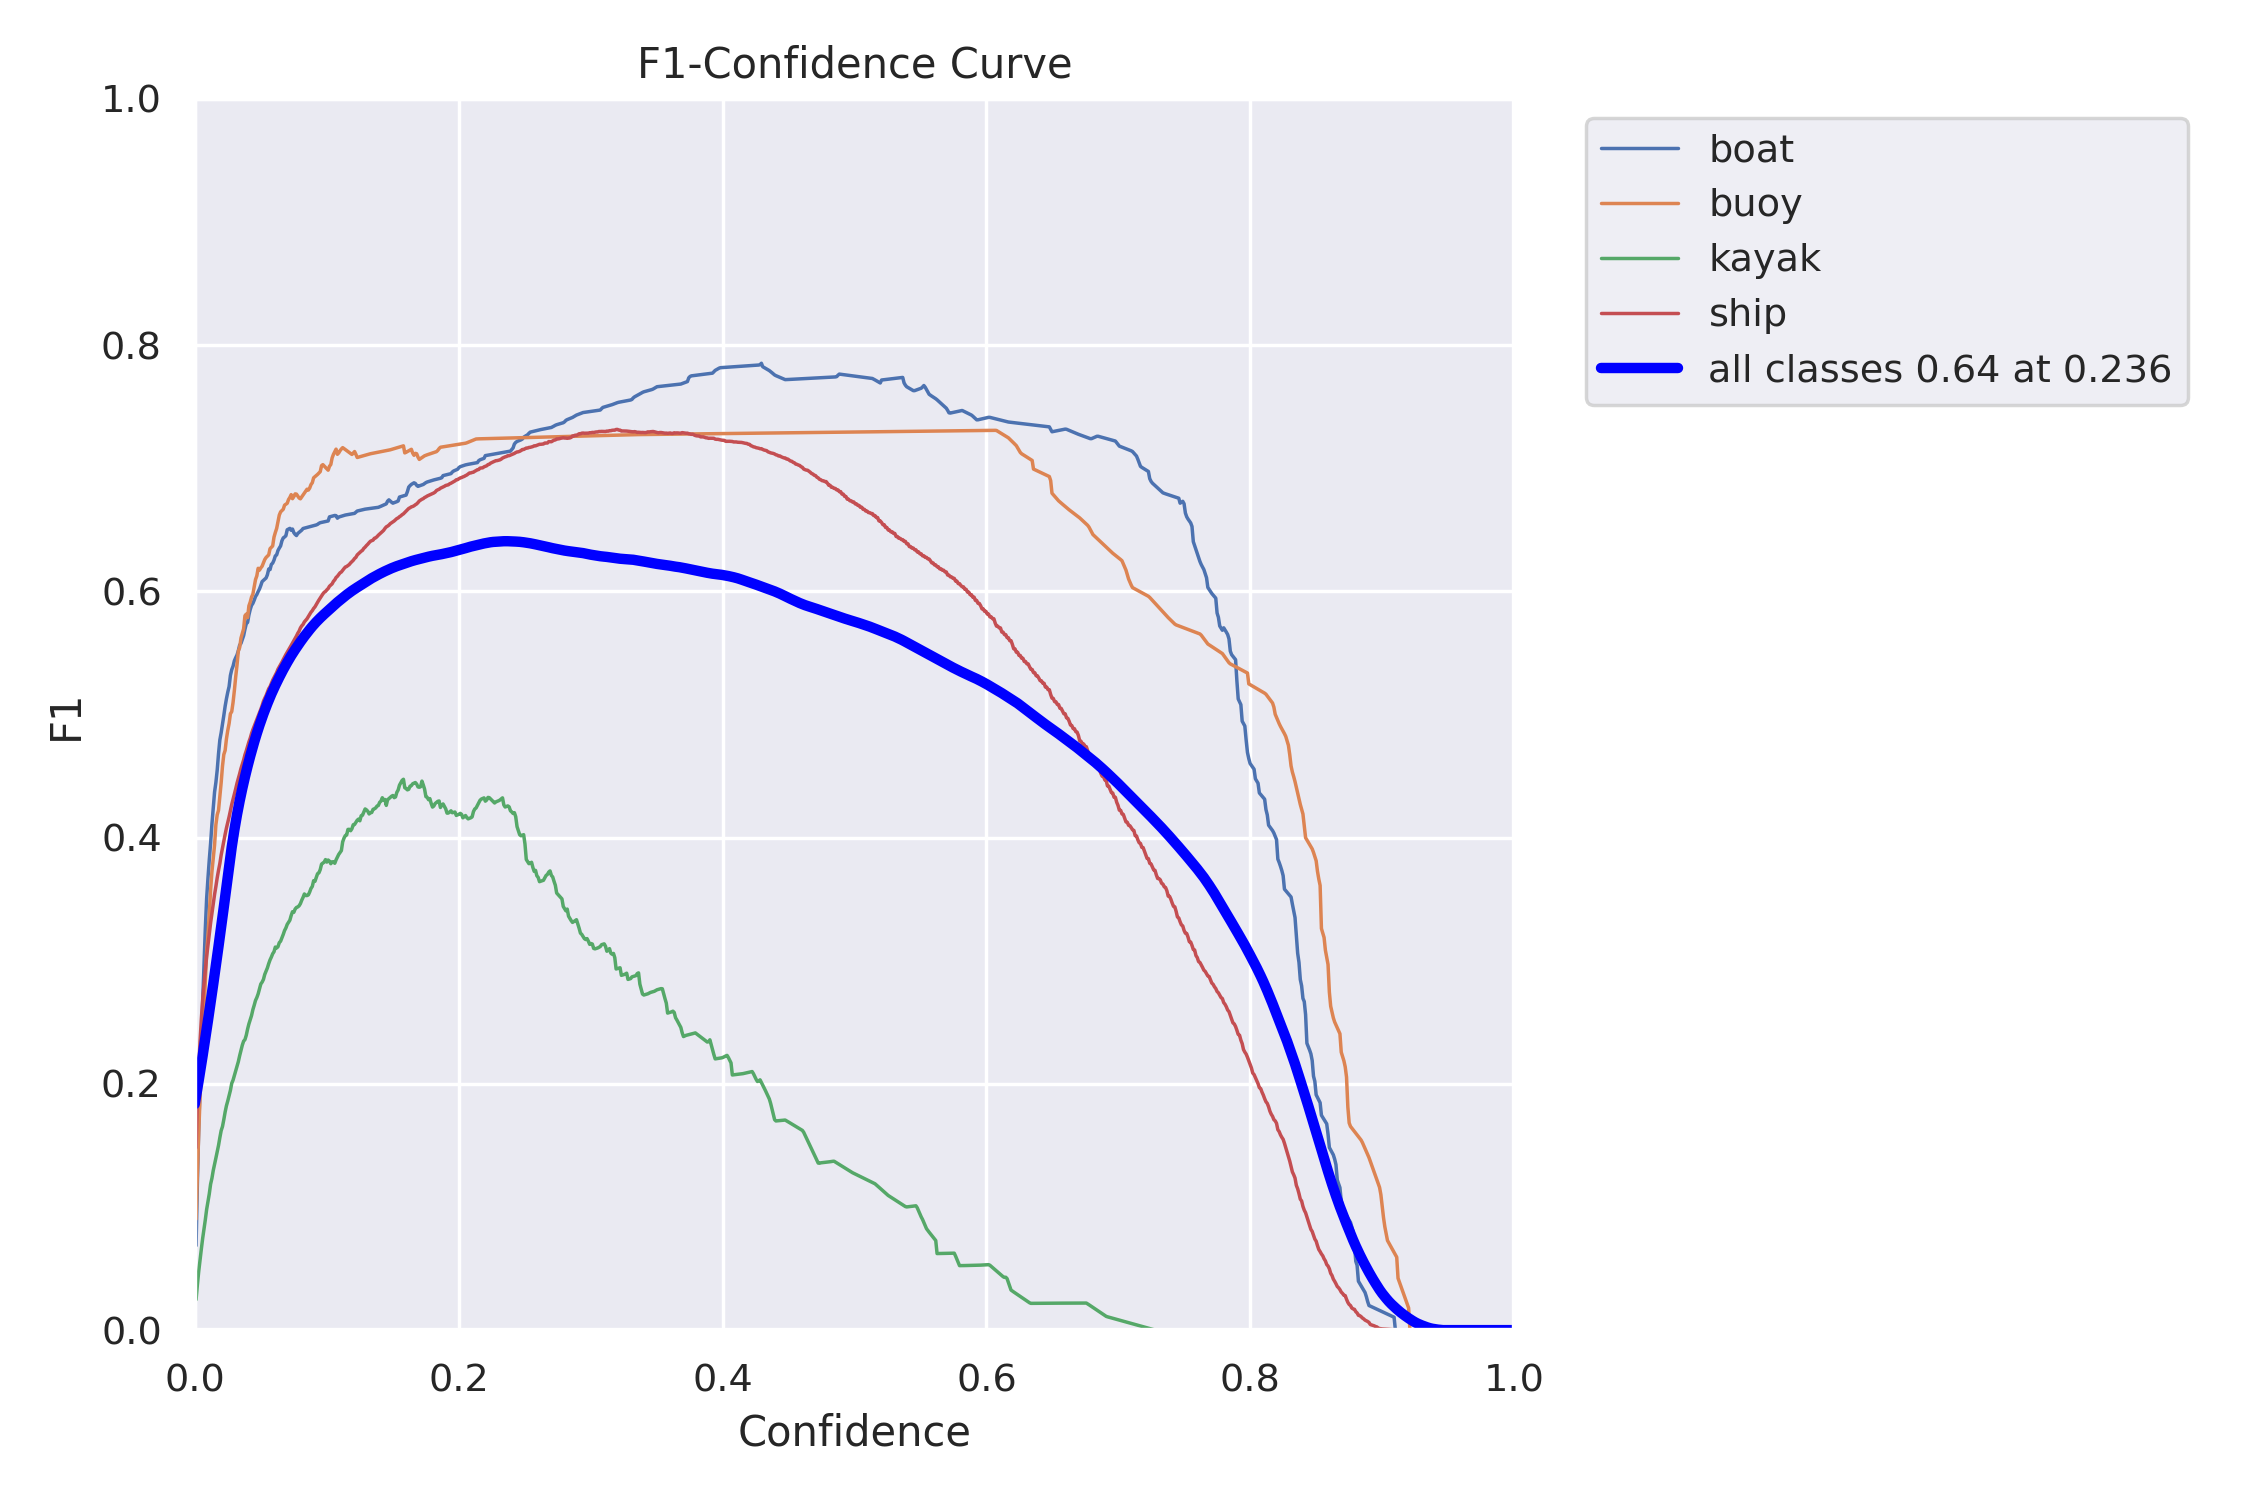 F1-Confidence Curve
1.0
0.8
0.6
0.4
0.2
0.0
F1
0.0 0.2 0.4 0.6 0.8 1.0
Confidence
boat
buoy
kayak
ship
all classes 0.64 at 0.236